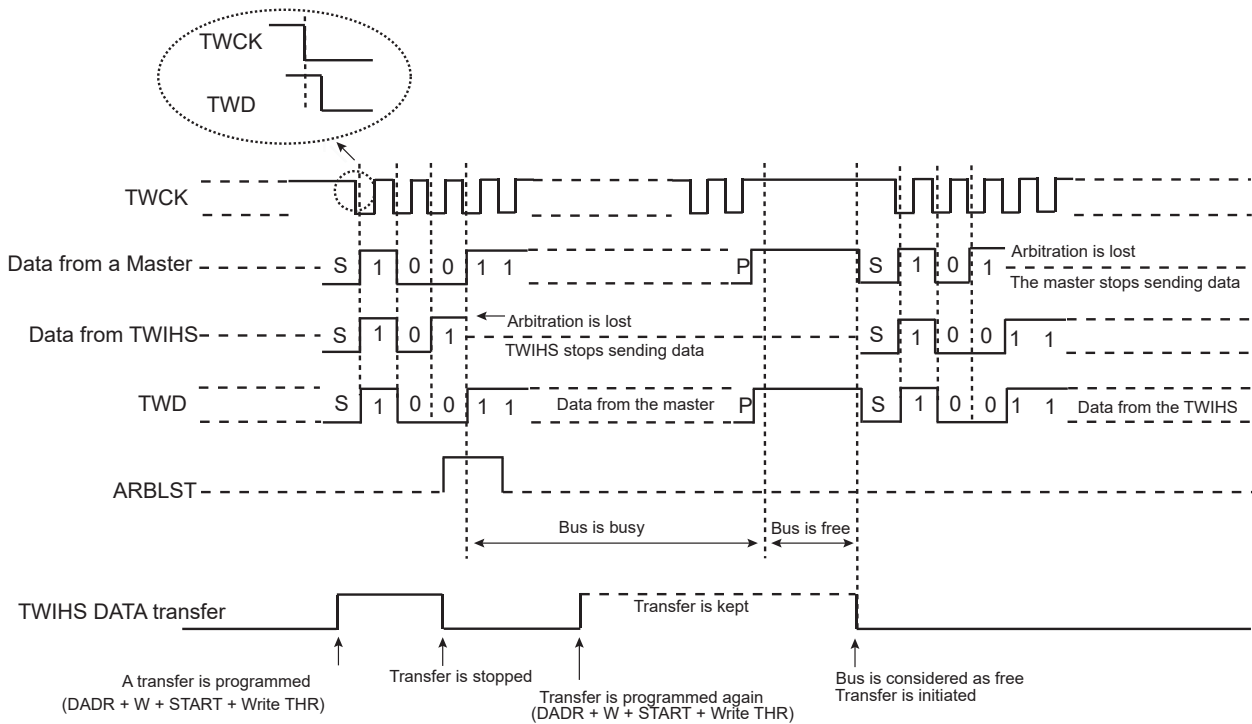 TWCK
TWD
TWCK
Data from a Master
S 1 0 0 1 1
P
S 1 0 1
Arbitration is lost
The master stops sending data
Data from TWIHS
S 1 0 1
Arbitration is lost
TWIHS stops sending data
S 1 0 0 1 1
TWD
S 1 0 0 1 1
Data from the master
P
S 1 0 0 1 1
Data from the TWIHS
ARBLST
Bus is busy
Bus is free
TWIHS DATA transfer
Transfer is kept
A transfer is programmed
(DADR + W + START + Write THR)
Transfer is stopped
Transfer is programmed again
(DADR + W + START + Write THR)
Bus is considered as free
Transfer is initiated